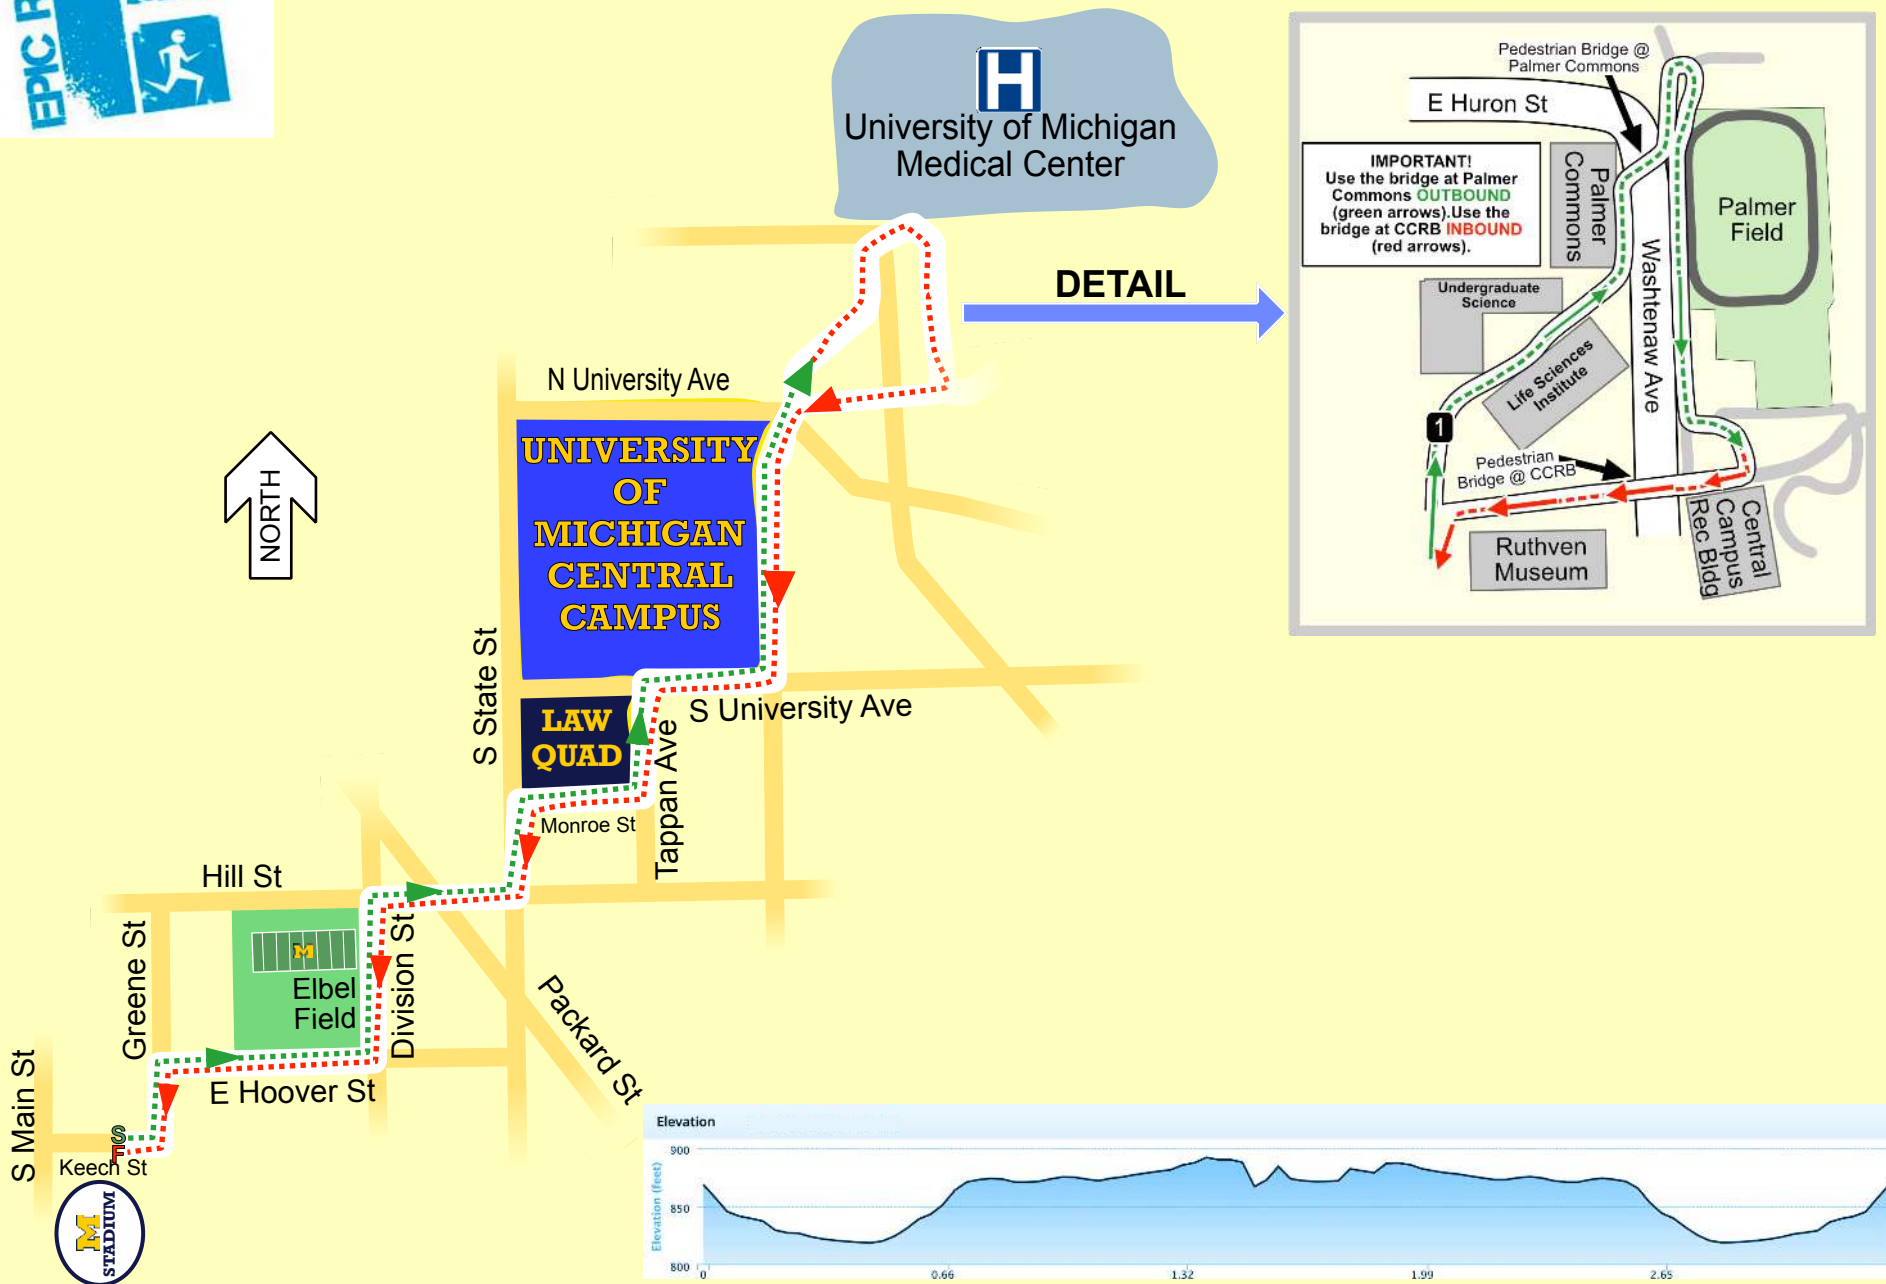 EPIC R
H
University of Michigan
Medical Center
DETAIL
N University Ave
UNIVERSITY
OF
MICHIGAN
CENTRAL
CAMPUS
NORTH
S State St
LAW
QUAD
S University Ave
Tappan Ave
Monroe St
Hill St
Greene St
M
Elbel
Field
Division St
Packard St
E Hoover St
S Main St
S
F
Keech St
M
STADIUM
Pedestrian Bridge @
Palmer Commons
E Huron St
IMPORTANT!
Use the bridge at Palmer
Commons OUTBOUND
(green arrows).Use the
bridge at CCRB INBOUND
(red arrows).
Palmer
Commons
Palmer
Field
Washtenaw Ave
Undergraduate
Science
Life Sciences
Institute
1
Pedestrian
Bridge @ CCRB
Ruthven
Museum
Central
Campus
Rec Bldg
Elevation
Elevation (feet)
900
850
800
0
0.66
1.32
1.99
2.65